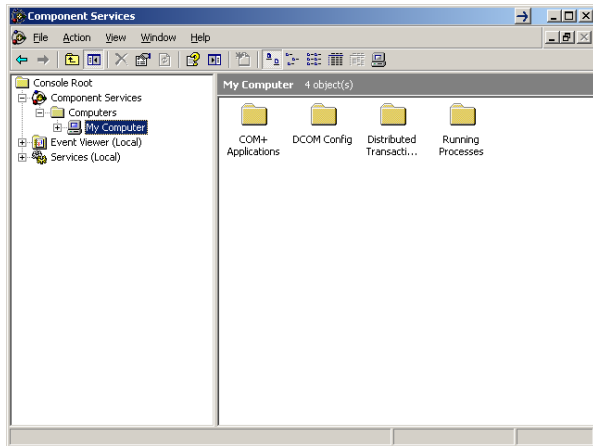 Component Services
File Action View Window Help
Console Root
Component Services
Computers
My Computer
Event Viewer (Local)
Services (Local)
My Computer 4 object(s)
COM+ Applications
DCOM Config
Distributed Transacti...
Running Processes